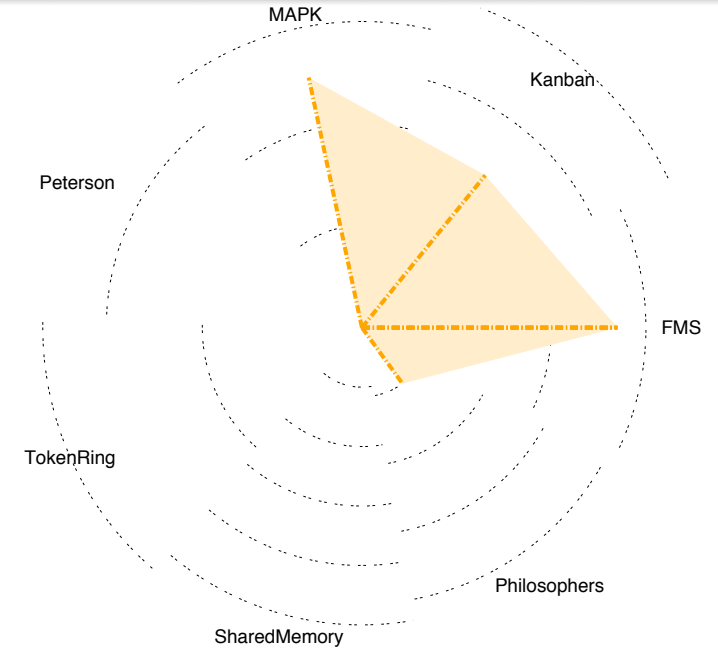 MAPK
Kanban
Peterson
FMS
TokenRing
Philosophers
SharedMemory